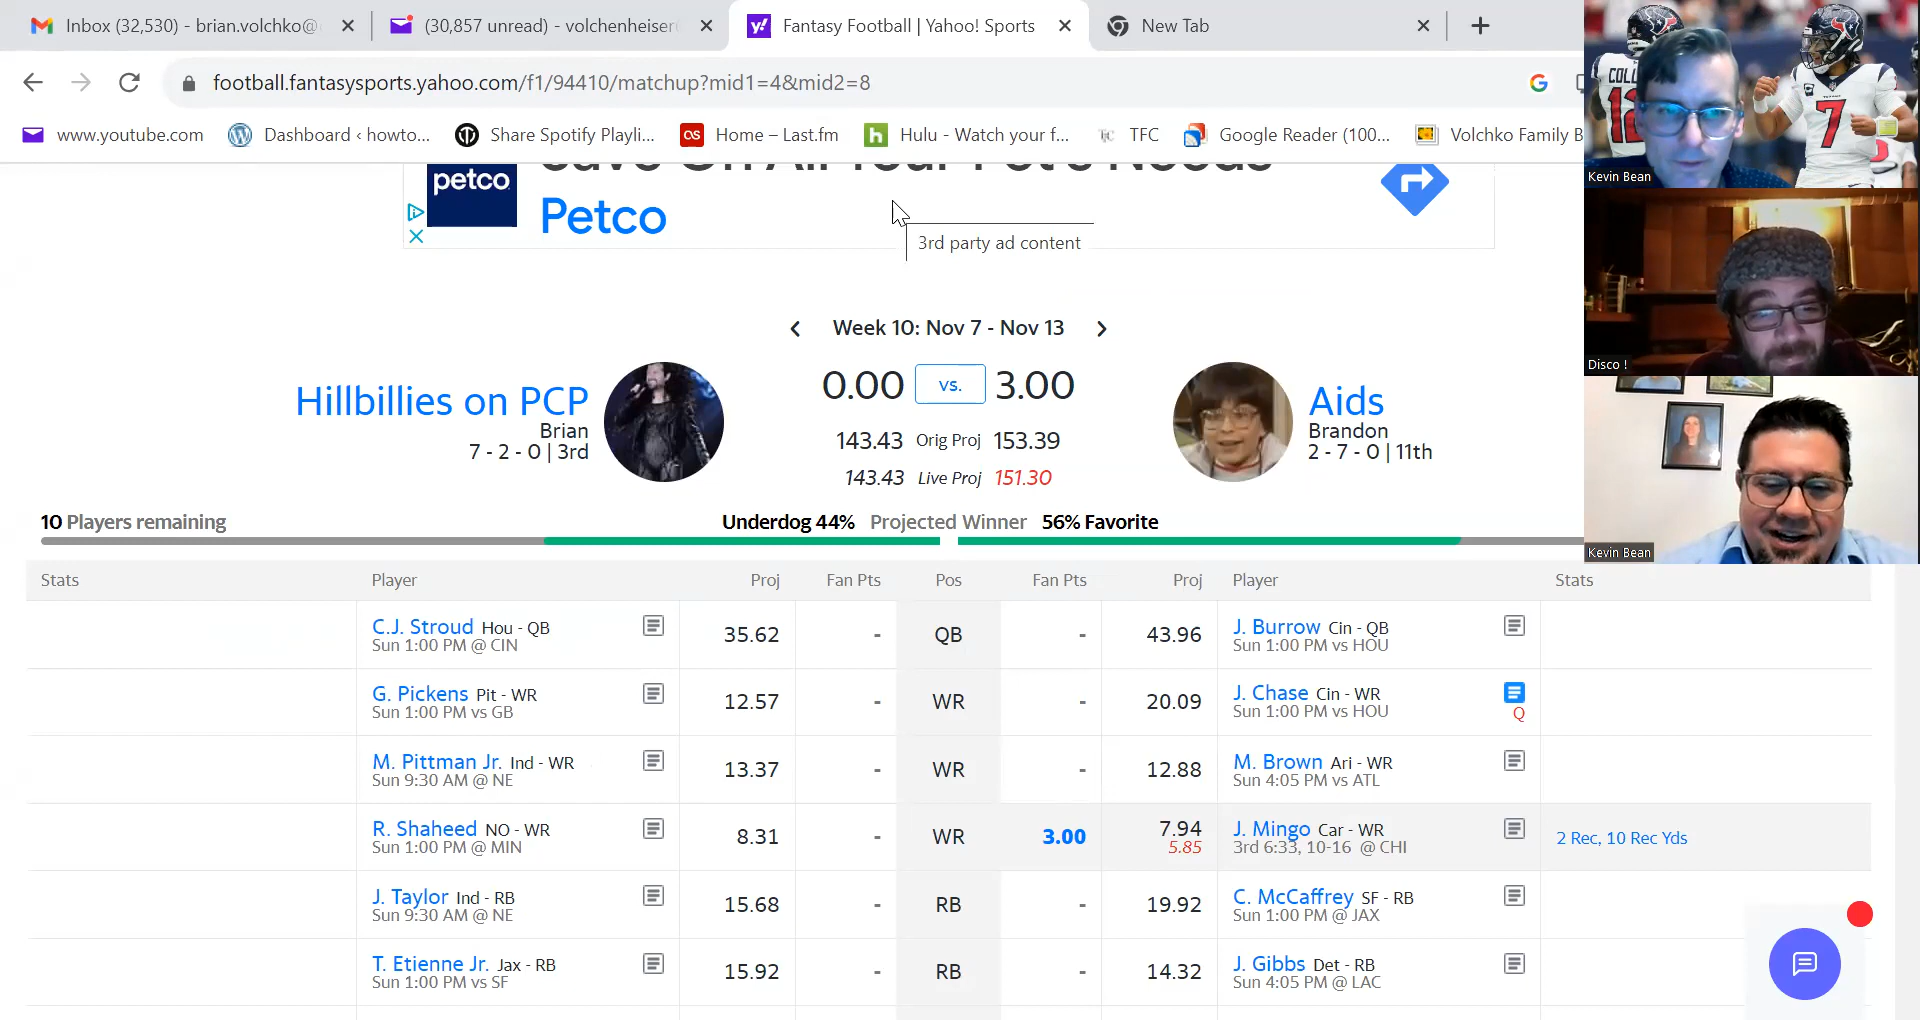 Inbox (32,530) - brian.volchko@
(30,857 unread) - volchenheiser
Fantasy Football | Yahoo! Sports
New Tab
football.fantasysports.yahoo.com/f1/94410/matchup?mid1=4&mid2=8
www.youtube.com
Dashboard ‹ howto...
Share Spotify Playli...
Home – Last.fm
Hulu - Watch your f...
TFC
Google Reader (100...
Volchko Family B
COLL
12
7
Kevin Bean
Disco !
Kevin Bean
Save On All Your Pet's Needs
petco
Petco
3rd party ad content
Week 10: Nov 7 - Nov 13
Hillbillies on PCP
Brian
7 - 2 - 0 | 3rd
0.00 vs. 3.00
143.43 Orig Proj 153.39
143.43 Live Proj 151.30
Aids
Brandon
2 - 7 - 0 | 11th
10 Players remaining
Underdog 44% Projected Winner 56% Favorite
Stats Player Proj Fan Pts Pos Fan Pts Proj Player Stats
C.J. Stroud Hou - QB 35.62 - QB - 43.96 J. Burrow Cin - QB
Sun 1:00 PM @ CIN Sun 1:00 PM vs HOU
G. Pickens Pit - WR 12.57 - WR - 20.09 J. Chase Cin - WR
Sun 1:00 PM vs GB Sun 1:00 PM vs HOU Q
M. Pittman Jr. Ind - WR 13.37 - WR - 12.88 M. Brown Ari - WR
Sun 9:30 AM @ NE Sun 4:05 PM vs ATL
R. Shaheed NO - WR 8.31 - WR 3.00 7.94 J. Mingo Car - WR 2 Rec, 10 Rec Yds
Sun 1:00 PM @ MIN 5.85 3rd 6:33, 10-16 @ CHI
J. Taylor Ind - RB 15.68 - RB - 19.92 C. McCaffrey SF - RB
Sun 9:30 AM @ NE Sun 1:00 PM @ JAX
T. Etienne Jr. Jax - RB 15.92 - RB - 14.32 J. Gibbs Det - RB
Sun 1:00 PM vs SF Sun 4:05 PM @ LAC